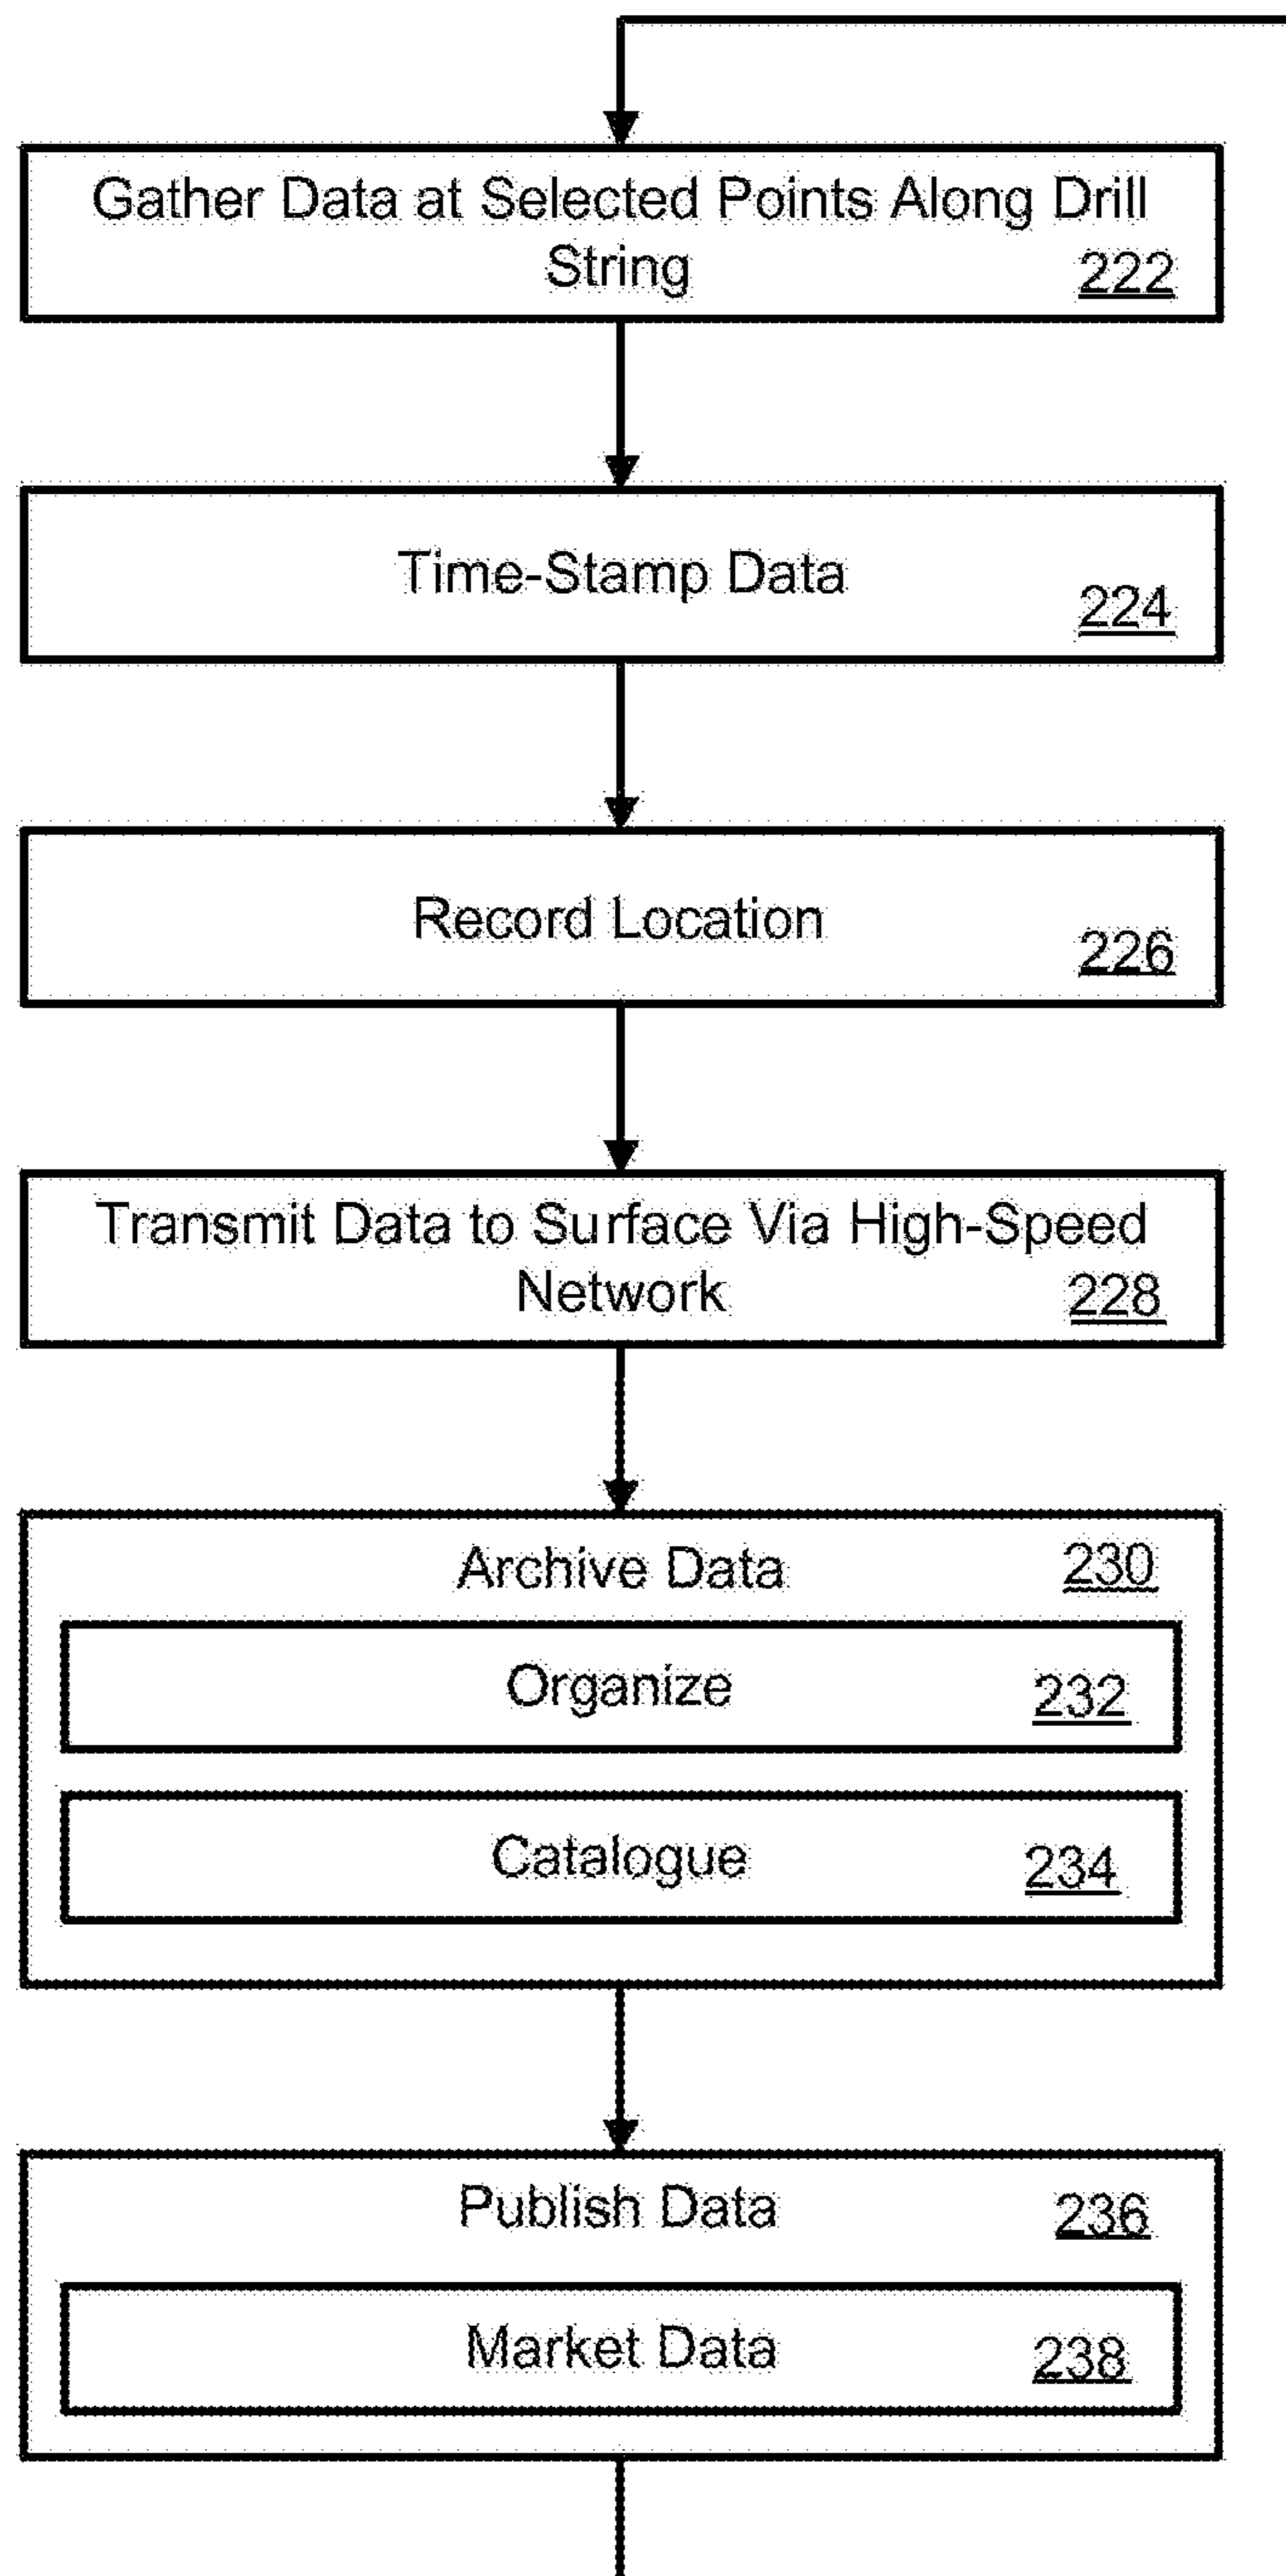 Gather Data at Selected Points Along Drill
String 222
Time-Stamp Data 224
Record Location 226
Transmit Data to Surface Via High-Speed
Network 228
Archive Data 230
Organize 232
Catalogue 234
Publish Data 236
Market Data 238